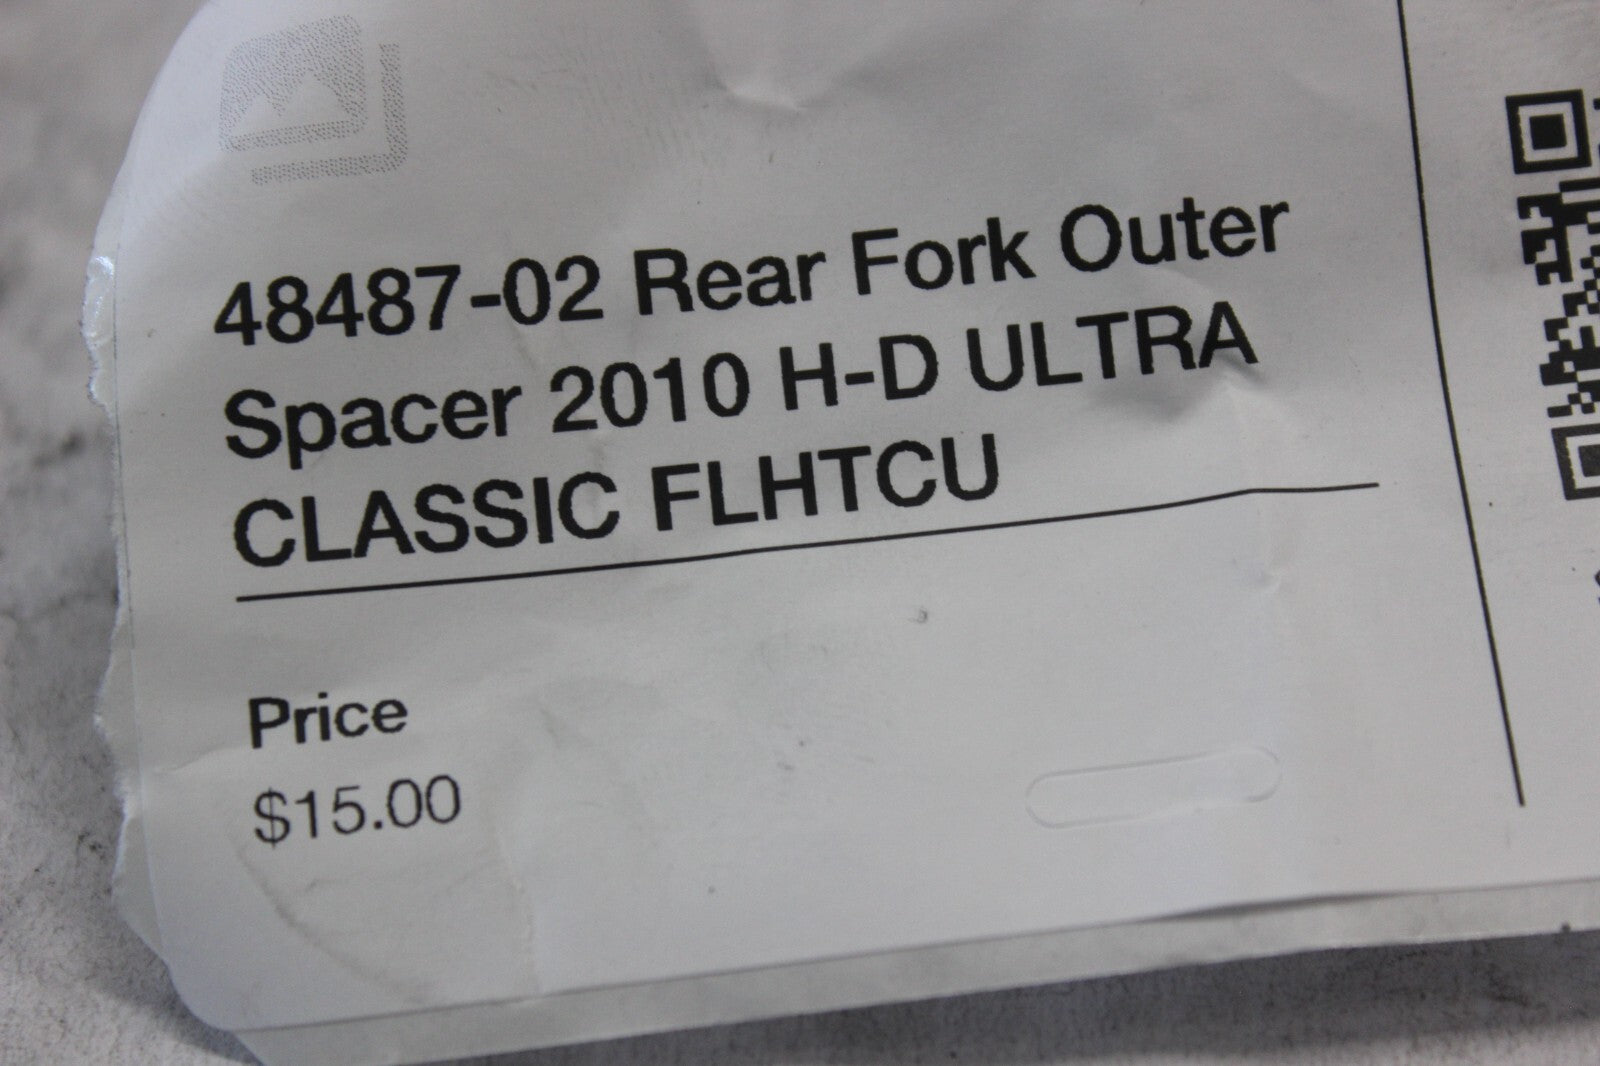 48487-02 Rear Fork Outer
Spacer 2010 H-D ULTRA
CLASSIC FLHTCU
Price
$15.00